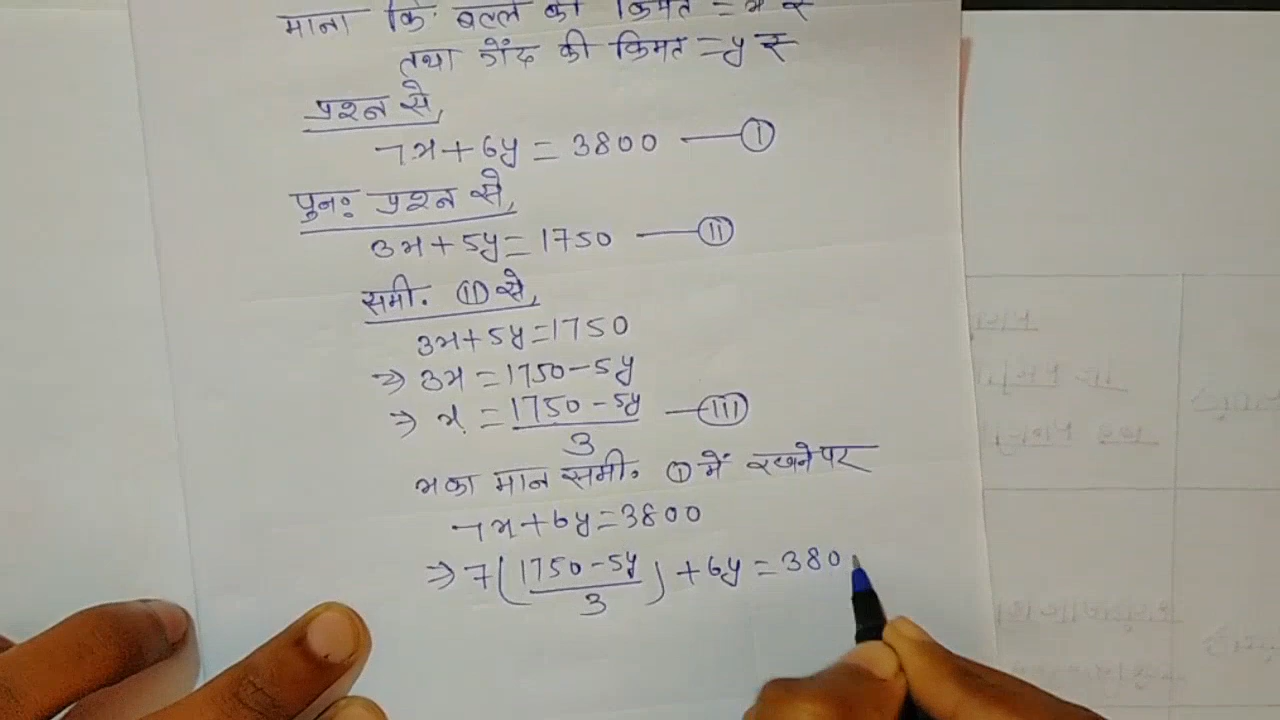 माना कि बल्ले की किमत = x रु
तथा गेंद की किमत = y रु
प्रश्न से,
7x + 6y = 3800 — (I)
पुनः प्रश्न से,
3x + 5y = 1750 — (II)
समी. (II) से,
3x + 5y = 1750
⇒ 3x = 1750 - 5y
⇒ x = (1750 - 5y)/3 — (III)
x का मान समी. (I) में रखने पर
7x + 6y = 3800
⇒ 7((1750 - 5y)/3) + 6y = 380